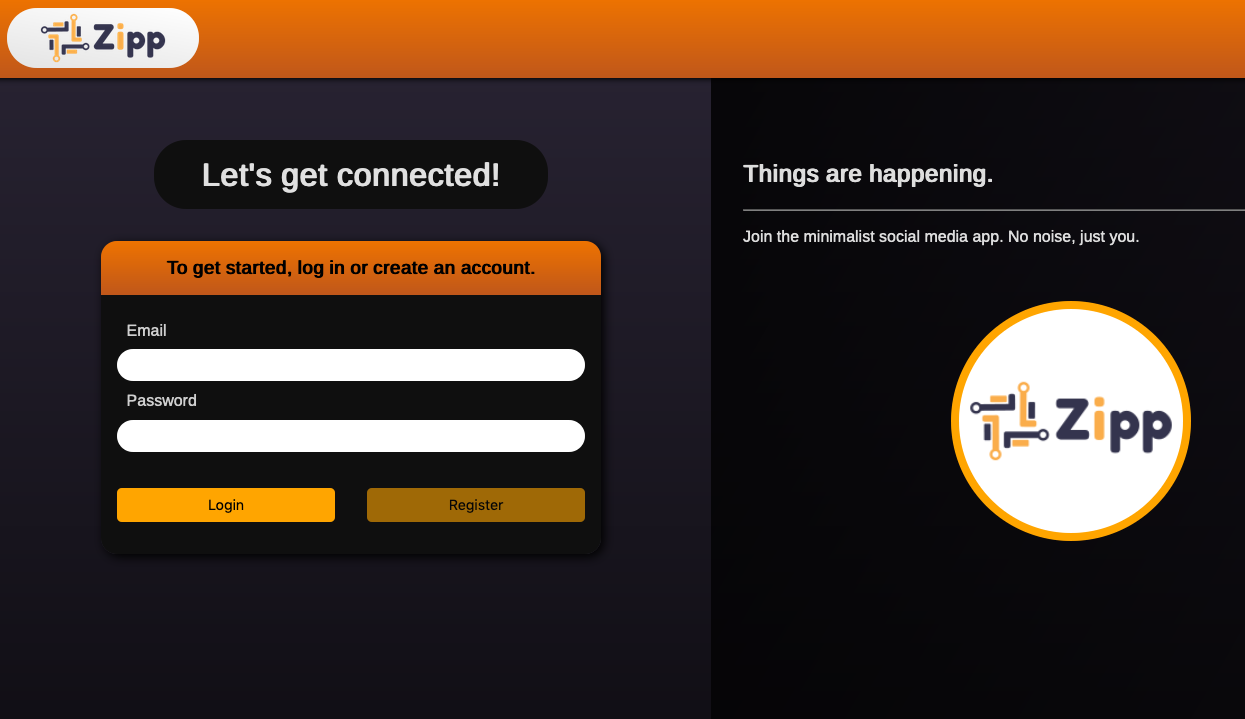 Zipp
Let's get connected!
To get started, log in or create an account.
Email
Password
Login
Register
Things are happening.
Join the minimalist social media app. No noise, just you.
Zipp